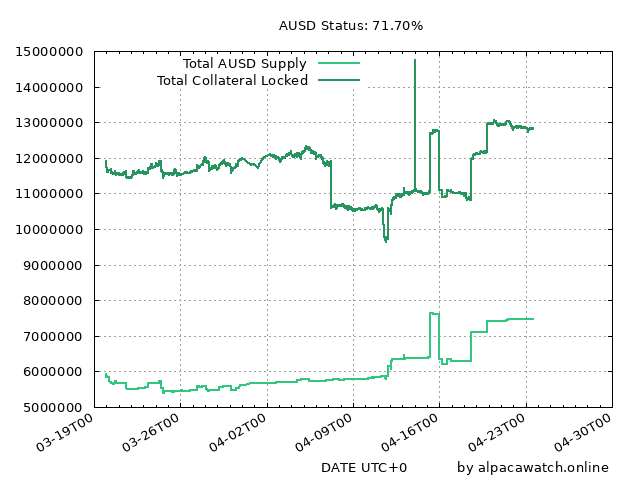 AUSD Status: 71.70%
15000000
14000000
13000000
12000000
11000000
10000000
9000000
8000000
7000000
6000000
5000000
Total AUSD Supply
Total Collateral Locked
03-19T00
03-26T00
04-02T00
04-09T00
04-16T00
04-23T00
04-30T00
DATE UTC+0
by alpacawatch.online